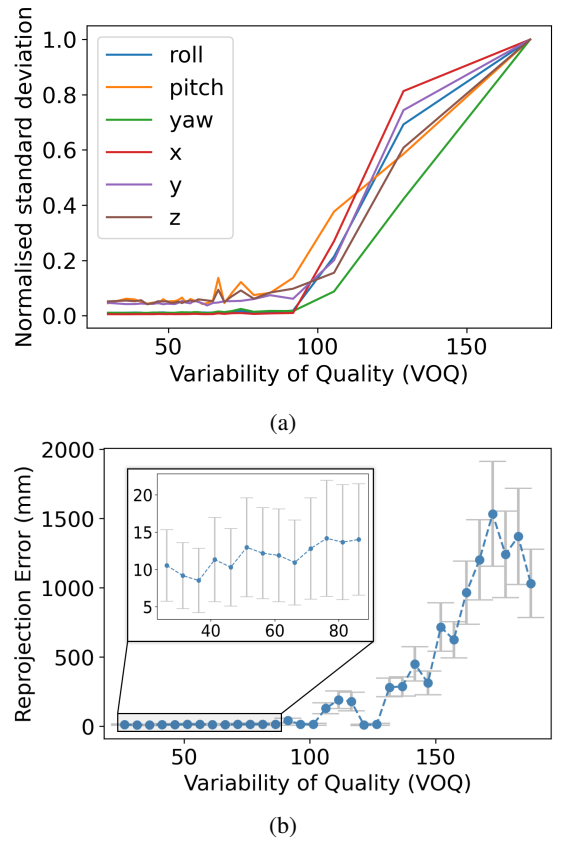 Normalised standard deviation
1.0
0.8
0.6
0.4
0.2
0.0
roll
pitch
yaw
x
y
z
50 100 150
Variability of Quality (VOQ)
(a)
Reprojection Error (mm)
2000
1500
1000
500
0
20
15
10
5
40 60 80
50 100 150
Variability of Quality (VOQ)
(b)